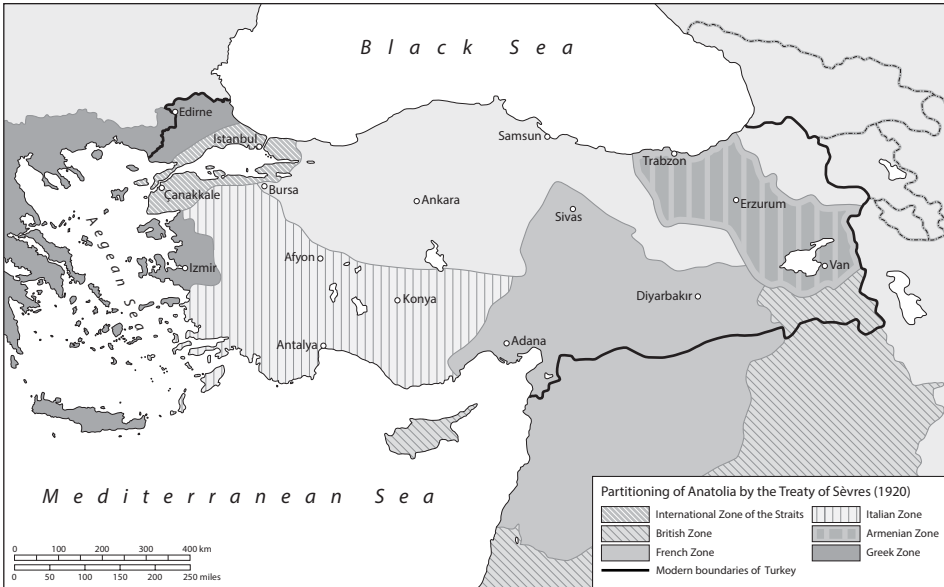 Black Sea
Edirne
Istanbul
Samsun
Trabzon
Çanakkale
Bursa
Ankara
Sivas
Erzurum
Aegean Sea
Izmir
Afyon
Van
Konya
Diyarbakır
Antalya
Adana
Mediterranean Sea
Partitioning of Anatolia by the Treaty of Sèvres (1920)
International Zone of the Straits
Italian Zone
British Zone
Armenian Zone
French Zone
Greek Zone
Modern boundaries of Turkey
0 100 200 300 400 km
0 50 100 150 200 250 miles